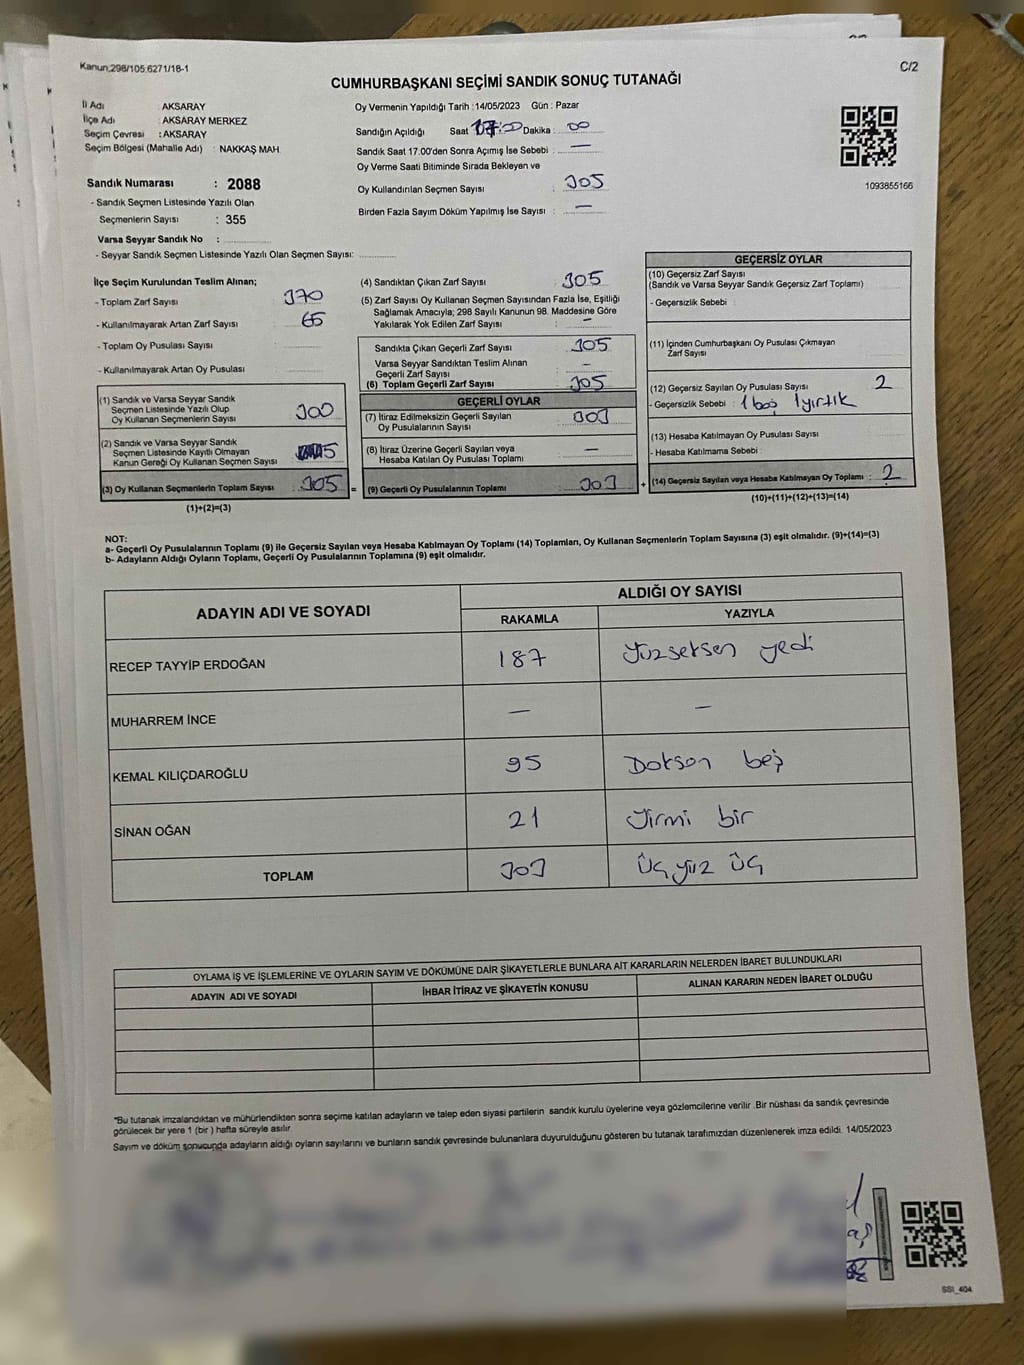 Kanun:298/105.6271/18-1
C/2
CUMHURBAŞKANI SEÇİMİ SANDIK SONUÇ TUTANAĞI
İl Adı : AKSARAY
İlçe Adı : AKSARAY MERKEZ
Seçim Çevresi : AKSARAY
Seçim Bölgesi (Mahalle Adı) : NAKKAŞ MAH.
Sandık Numarası : 2088
- Sandık Seçmen Listesinde Yazılı Olan
Seçmenlerin Sayısı : 355
Varsa Seyyar Sandık No :
- Seyyar Sandık Seçmen Listesinde Yazılı Olan Seçmen Sayısı:
Oy Vermenin Yapıldığı Tarih : 14/05/2023 Gün : Pazar
Sandığın Açıldığı Saat 17:00 Dakika : 00
Sandık Saat 17.00'den Sonra Açımış İse Sebebi : —
Oy Verme Saati Bitiminde Sırada Bekleyen ve
Oy Kullandırılan Seçmen Sayısı : 305
Birden Fazla Sayım Döküm Yapılmış İse Sayısı : —
1093855166
İlçe Seçim Kurulundan Teslim Alınan;
- Toplam Zarf Sayısı : 370
- Kullanılmayarak Artan Zarf Sayısı : 65
- Toplam Oy Pusulası Sayısı :
- Kullanılmayarak Artan Oy Pusulası :
(1) Sandık ve Varsa Seyyar Sandık
Seçmen Listesinde Yazılı Olup
Oy Kullanan Seçmenlerin Sayısı : 300
(2) Sandık ve Varsa Seyyar Sandık
Seçmen Listesinde Kayıtlı Olmayan
Kanun Gereği Oy Kullanan Seçmen Sayısı : 5
(3) Oy Kullanan Seçmenlerin Toplam Sayısı : 305
(1)+(2)=(3)
(4) Sandıktan Çıkan Zarf Sayısı : 305
(5) Zarf Sayısı Oy Kullanan Seçmen Sayısından Fazla İse, Eşitliği
Sağlamak Amacıyla; 298 Sayılı Kanunun 98. Maddesine Göre
Yakılarak Yok Edilen Zarf Sayısı : —
Sandıkta Çıkan Geçerli Zarf Sayısı : 305
Varsa Seyyar Sandıktan Teslim Alınan
Geçerli Zarf Sayısı : —
(6) Toplam Geçerli Zarf Sayısı : 305
GEÇERLİ OYLAR
(7) İtiraz Edilmeksizin Geçerli Sayılan
Oy Pusulalarının Sayısı : 303
(8) İtiraz Üzerine Geçerli Sayılan veya
Hesaba Katılan Oy Pusulası Toplamı : —
= (9) Geçerli Oy Pusulalarının Toplamı : 303
GEÇERSİZ OYLAR
(10) Geçersiz Zarf Sayısı
(Sandık ve Varsa Seyyar Sandık Geçersiz Zarf Toplamı) :
- Geçersizlik Sebebi :
(11) İçinden Cumhurbaşkanı Oy Pusulası Çıkmayan
Zarf Sayısı :
(12) Geçersiz Sayılan Oy Pusulası Sayısı : 2
- Geçersizlik Sebebi : 1 boş 1 yırtık
(13) Hesaba Katılmayan Oy Pusulası Sayısı :
- Hesaba Katılmama Sebebi :
+ (14) Geçersiz Sayılan veya Hesaba Katılmayan Oy Toplamı : 2
(10)+(11)+(12)+(13)=(14)
NOT:
a- Geçerli Oy Pusulalarının Toplamı (9) ile Geçersiz Sayılan veya Hesaba Katılmayan Oy Toplamı (14) Toplamları, Oy Kullanan Seçmenlerin Toplam Sayısına (3) eşit olmalıdır. (9)+(14)=(3)
b- Adayların Aldığı Oyların Toplamı, Geçerli Oy Pusulalarının Toplamına (9) eşit olmalıdır.
ADAYIN ADI VE SOYADI
ALDIĞI OY SAYISI
RAKAMLA YAZIYLA
RECEP TAYYİP ERDOĞAN 187 Yüzseksen yedi
MUHARREM İNCE — —
KEMAL KILIÇDAROĞLU 95 Doksan beş
SİNAN OĞAN 21 Yirmi bir
TOPLAM 303 Üçyüz üç
OYLAMA İŞ VE İŞLEMLERİNE VE OYLARIN SAYIM VE DÖKÜMÜNE DAİR ŞİKAYETLERLE BUNLARA AİT KARARLARIN NELERDEN İBARET BULUNDUKLARI
ADAYIN ADI VE SOYADI İHBAR İTİRAZ VE ŞİKAYETİN KONUSU ALINAN KARARIN NEDEN İBARET OLDUĞU
*Bu tutanak imzalandıktan ve mühürlendikten sonra seçime katılan adayların ve talep eden siyasi partilerin sandık kurulu üyelerine veya gözlemcilerine verilir. Bir nüshası da sandık çevresinde
görülecek bir yere 1 (bir) hafta süreyle asılır.
Sayım ve döküm sonucunda adayların aldığı oyların sayılarını ve bunların sandık çevresinde bulunanlara duyurulduğunu gösteren bu tutanak tarafımızdan düzenlenerek imza edildi. 14/05/2023
SSI_404